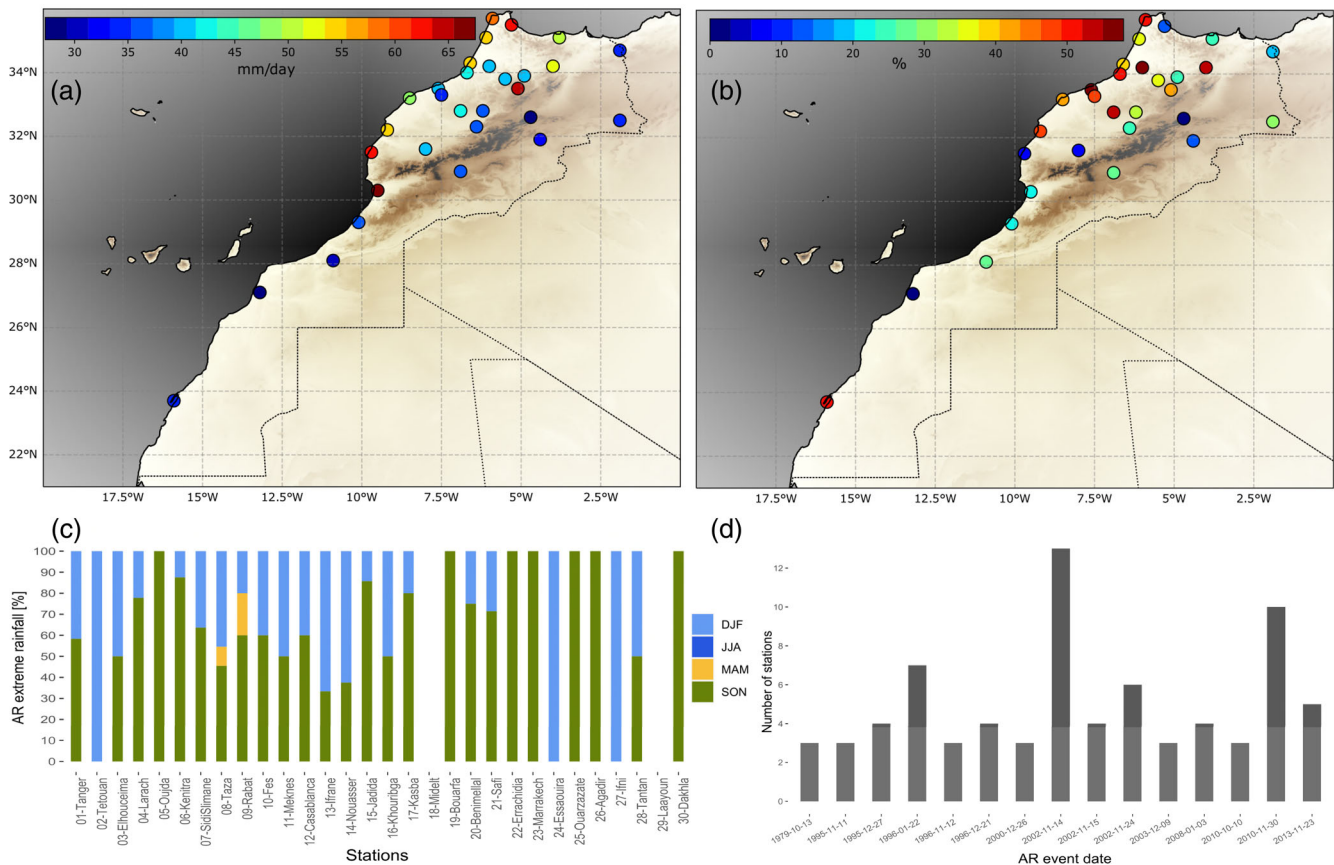 (a)
30 35 40 45 50 55 60 65
mm/day
34°N
32°N
30°N
28°N
26°N
24°N
22°N
17.5°W 15°W 12.5°W 10°W 7.5°W 5°W 2.5°W
(b)
0 10 20 30 40 50
%
17.5°W 15°W 12.5°W 10°W 7.5°W 5°W 2.5°W
(c)
AR extreme rainfall [%]
100
90
80
70
60
50
40
30
20
10
0
01-Tanger
02-Tetouan
03-Elhouceima
04-Larach
05-Oujda
06-Kenitra
07-SidiSlimane
08-Taza
09-Rabat
10-Fes
11-Meknes
12-Casablanca
13-Ifrane
14-Nouasser
15-Jadida
16-Khouribga
17-Kasba
18-Midelt
19-Bouarfa
20-Benimellal
21-Safi
22-Errachidia
23-Marrakech
24-Essaouira
25-Ouarzazate
26-Agadir
27-Ifni
28-Tantan
29-Laayoun
30-Dakhla
Stations
DJF
JJA
MAM
SON
(d)
Number of stations
12
10
8
6
4
2
0
1979-10-13
1985-11-11
1995-12-27
1996-01-22
1996-11-12
1996-12-21
2000-12-26
2002-11-14
2002-11-15
2002-11-24
2003-12-09
2008-01-03
2010-10-10
2010-11-30
2013-11-23
AR event date